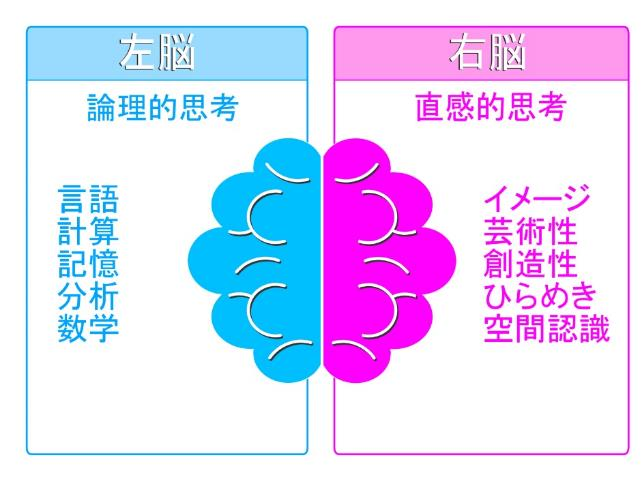 左脳
論理的思考
言語
計算
記憶
分析
数学
右脳
直感的思考
イメージ
芸術性
創造性
ひらめき
空間認識